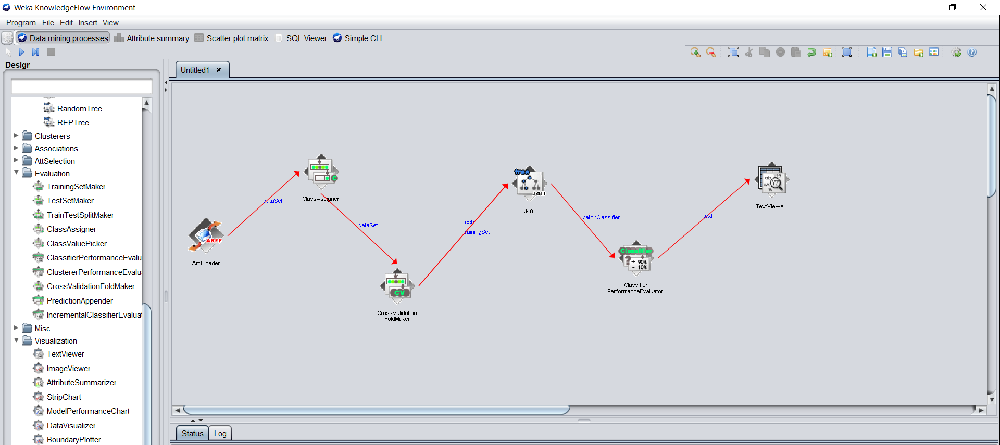 Weka KnowledgeFlow Environment
Program File Edit Insert View
Data mining processes Attribute summary Scatter plot matrix SQL Viewer Simple CLI
Design
Untitled1
RandomTree
REPTree
Clusterers
Associations
AttSelection
Evaluation
TrainingSetMaker
TestSetMaker
TrainTestSplitMaker
ClassAssigner
ClassValuePicker
ClassifierPerformanceEvalu
ClustererPerformanceEvalu
CrossValidationFoldMaker
PredictionAppender
IncrementalClassifierEvalua
Misc
Visualization
TextViewer
ImageViewer
AttributeSummarizer
StripChart
ModelPerformanceChart
DataVisualizer
BoundaryPlotter
ARFF
ArffLoader
dataSet
C
ClassAssigner
dataSet
CV
CrossValidation
FoldMaker
testSet
trainingSet
tree
J48
J48
batchClassifier
Classifier
+ 90%
- 10%
Classifier
PerformanceEvaluator
text
TextViewer
Status Log